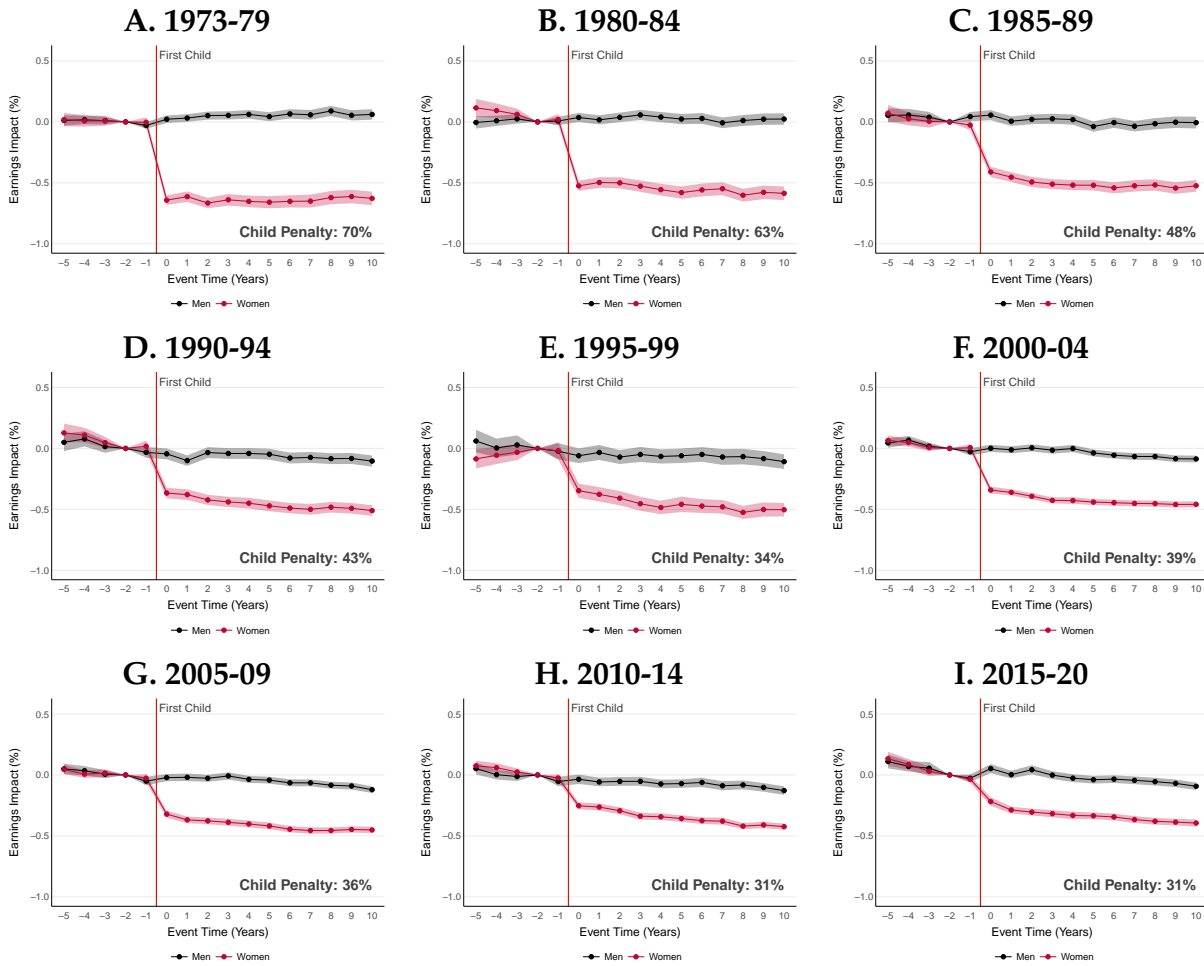 A. 1973-79
First Child
0.5
0.0
−0.5
−1.0
Earnings Impact (%)
Child Penalty: 70%
−5 −4 −3 −2 −1 0 1 2 3 4 5 6 7 8 9 10
Event Time (Years)
Men Women
B. 1980-84
First Child
0.5
0.0
−0.5
−1.0
Earnings Impact (%)
Child Penalty: 63%
−5 −4 −3 −2 −1 0 1 2 3 4 5 6 7 8 9 10
Event Time (Years)
Men Women
C. 1985-89
First Child
0.5
0.0
−0.5
−1.0
Earnings Impact (%)
Child Penalty: 48%
−5 −4 −3 −2 −1 0 1 2 3 4 5 6 7 8 9 10
Event Time (Years)
Men Women
D. 1990-94
First Child
0.5
0.0
−0.5
−1.0
Earnings Impact (%)
Child Penalty: 43%
−5 −4 −3 −2 −1 0 1 2 3 4 5 6 7 8 9 10
Event Time (Years)
Men Women
E. 1995-99
First Child
0.5
0.0
−0.5
−1.0
Earnings Impact (%)
Child Penalty: 34%
−5 −4 −3 −2 −1 0 1 2 3 4 5 6 7 8 9 10
Event Time (Years)
Men Women
F. 2000-04
First Child
0.5
0.0
−0.5
−1.0
Earnings Impact (%)
Child Penalty: 39%
−5 −4 −3 −2 −1 0 1 2 3 4 5 6 7 8 9 10
Event Time (Years)
Men Women
G. 2005-09
First Child
0.5
0.0
−0.5
−1.0
Earnings Impact (%)
Child Penalty: 36%
−5 −4 −3 −2 −1 0 1 2 3 4 5 6 7 8 9 10
Event Time (Years)
Men Women
H. 2010-14
First Child
0.5
0.0
−0.5
−1.0
Earnings Impact (%)
Child Penalty: 31%
−5 −4 −3 −2 −1 0 1 2 3 4 5 6 7 8 9 10
Event Time (Years)
Men Women
I. 2015-20
First Child
0.5
0.0
−0.5
−1.0
Earnings Impact (%)
Child Penalty: 31%
−5 −4 −3 −2 −1 0 1 2 3 4 5 6 7 8 9 10
Event Time (Years)
Men Women